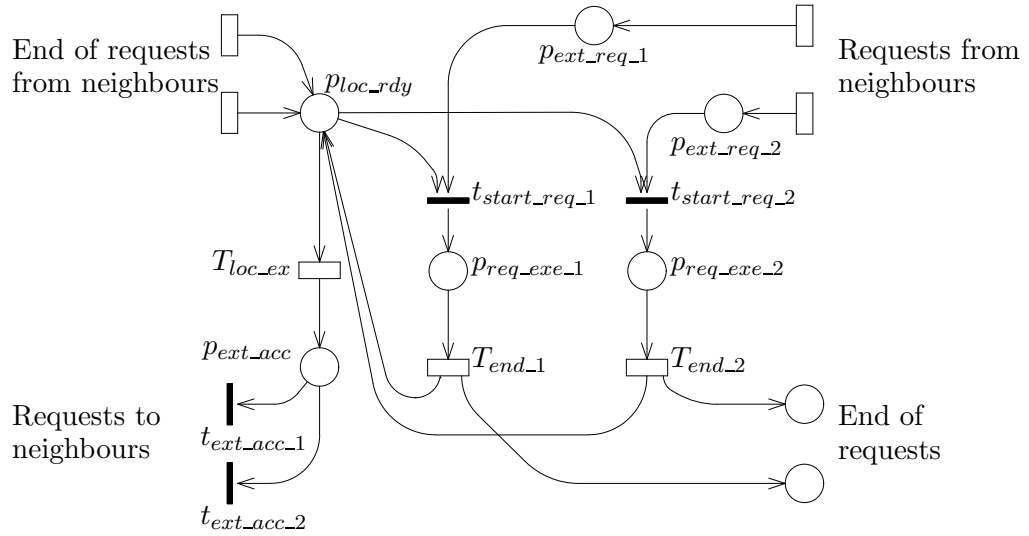 End of requests
from neighbours
p_loc_rdy
p_ext_req_1
Requests from
neighbours
p_ext_req_2
t_start_req_1
t_start_req_2
T_loc_ex
p_req_exe_1
p_req_exe_2
p_ext_acc
T_end_1
T_end_2
Requests to
neighbours
t_ext_acc_1
t_ext_acc_2
End of
requests